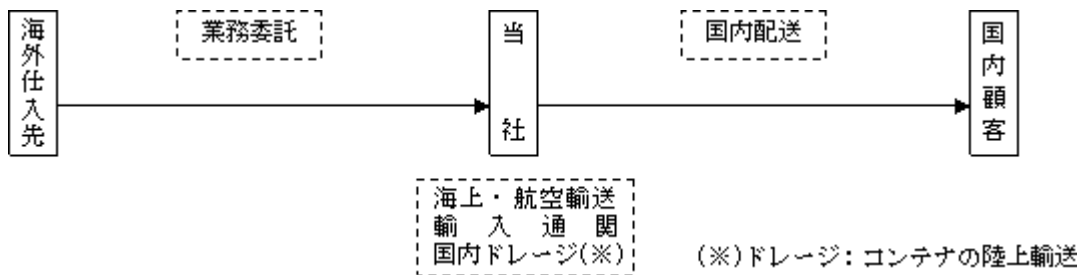 海外仕入先
業務委託
当社
国内配送
国内顧客
海上・航空輸送
輸入通関
国内ドレージ(※)
(※)ドレージ：コンテナの陸上輸送